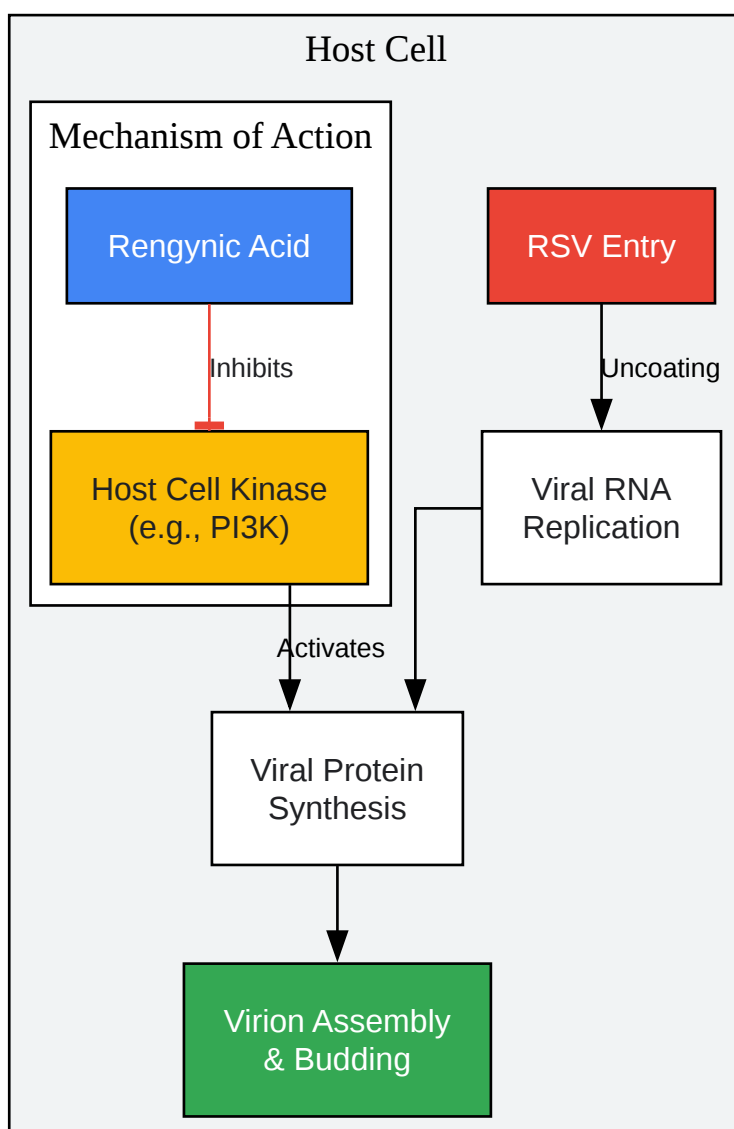 Host Cell
Mechanism of Action
Rengynic Acid
RSV Entry
Inhibits
Uncoating
Host Cell Kinase
(e.g., PI3K)
Viral RNA
Replication
Activates
Viral Protein
Synthesis
Virion Assembly
& Budding